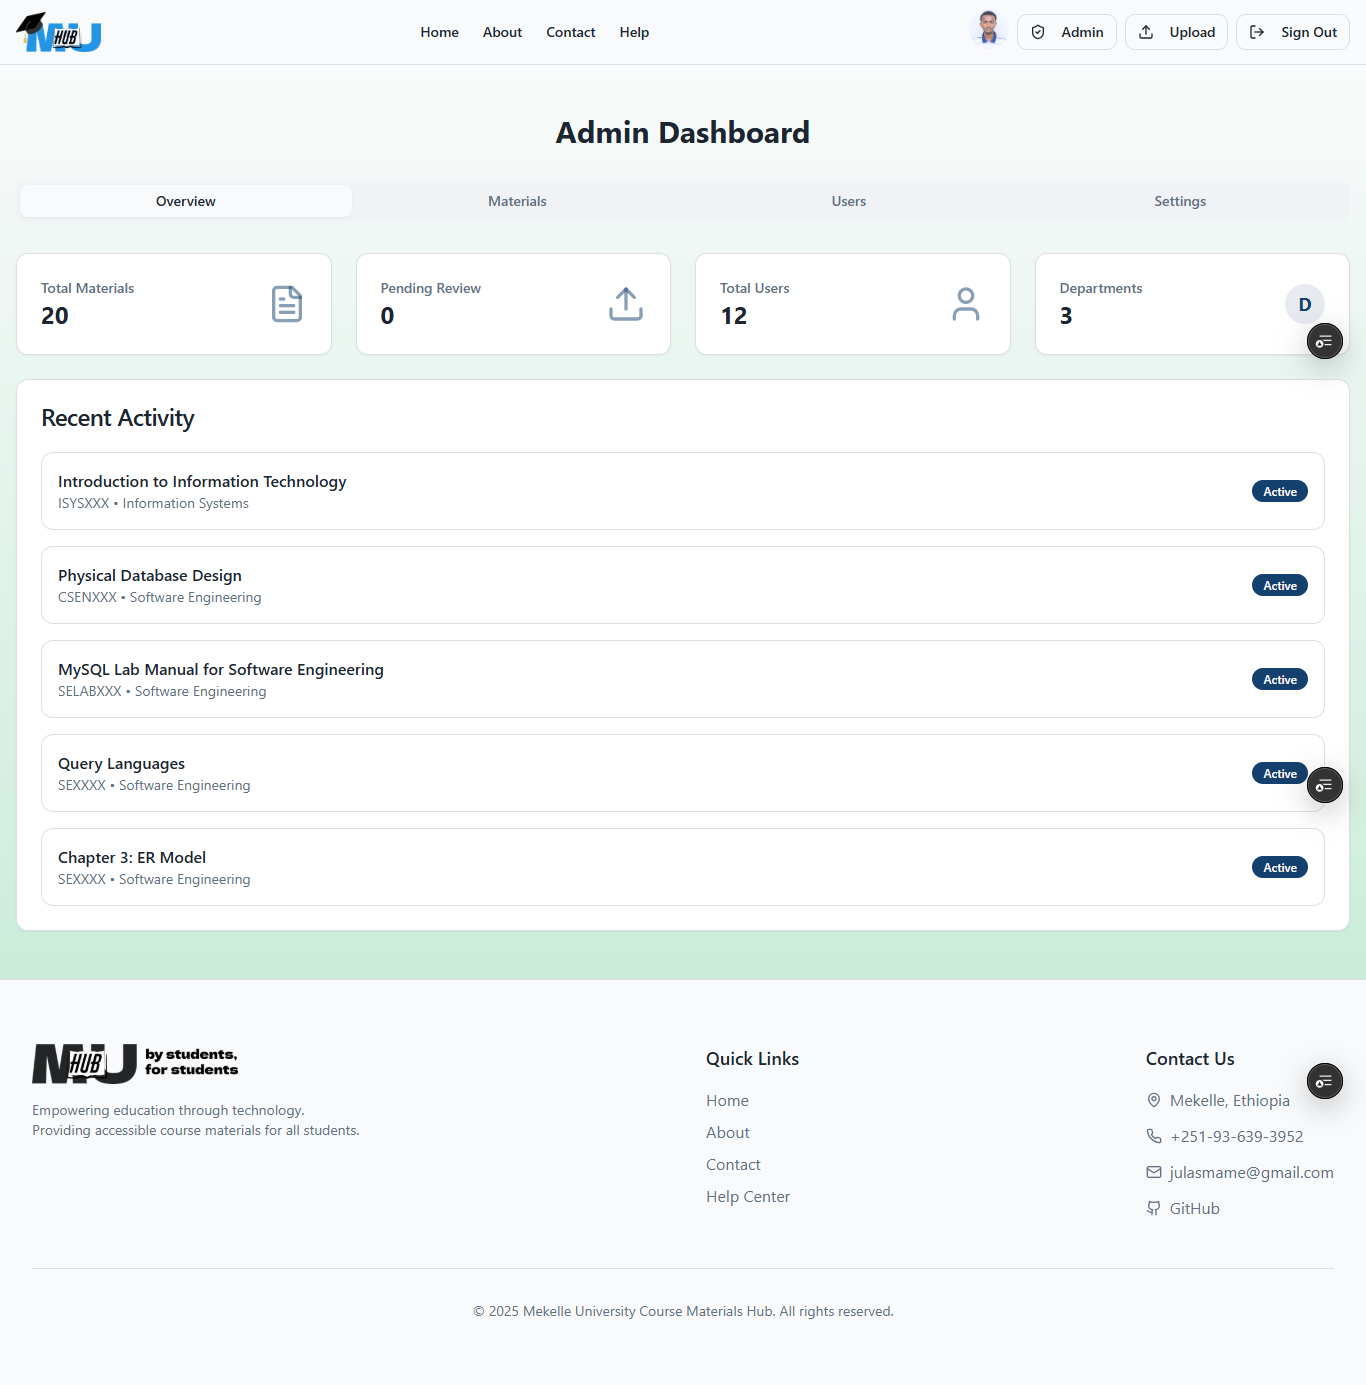 MU HUB
Home
About
Contact
Help
Admin
Upload
Sign Out
Admin Dashboard
Overview
Materials
Users
Settings
Total Materials
20
Pending Review
0
Total Users
12
Departments
3
D
Recent Activity
Introduction to Information Technology
ISYSXXX • Information Systems
Active
Physical Database Design
CSENXXX • Software Engineering
Active
MySQL Lab Manual for Software Engineering
SELABXXX • Software Engineering
Active
Query Languages
SEXXXX • Software Engineering
Active
Chapter 3: ER Model
SEXXXX • Software Engineering
Active
MU HUB
by students,
for students
Empowering education through technology.
Providing accessible course materials for all students.
Quick Links
Home
About
Contact
Help Center
Contact Us
Mekelle, Ethiopia
+251-93-639-3952
julasmame@gmail.com
GitHub
© 2025 Mekelle University Course Materials Hub. All rights reserved.